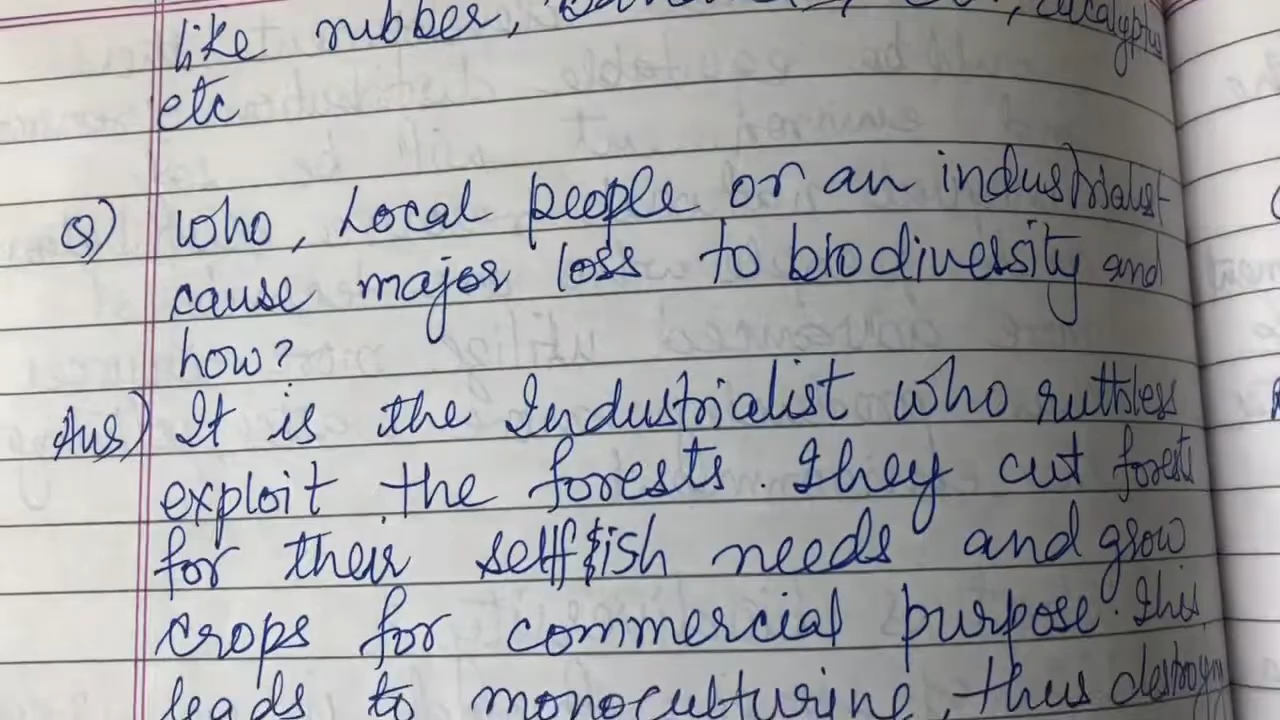 like rubber, eucalyptus
etc
Q) Who, Local people or an industrialist
cause major loss to biodiversity and
how?
Ans) It is the Industrialist who ruthless
exploit the forests. They cut forests
for their selfish needs and grow
crops for commercial purpose. This
leads to monoculturing, thus destroying